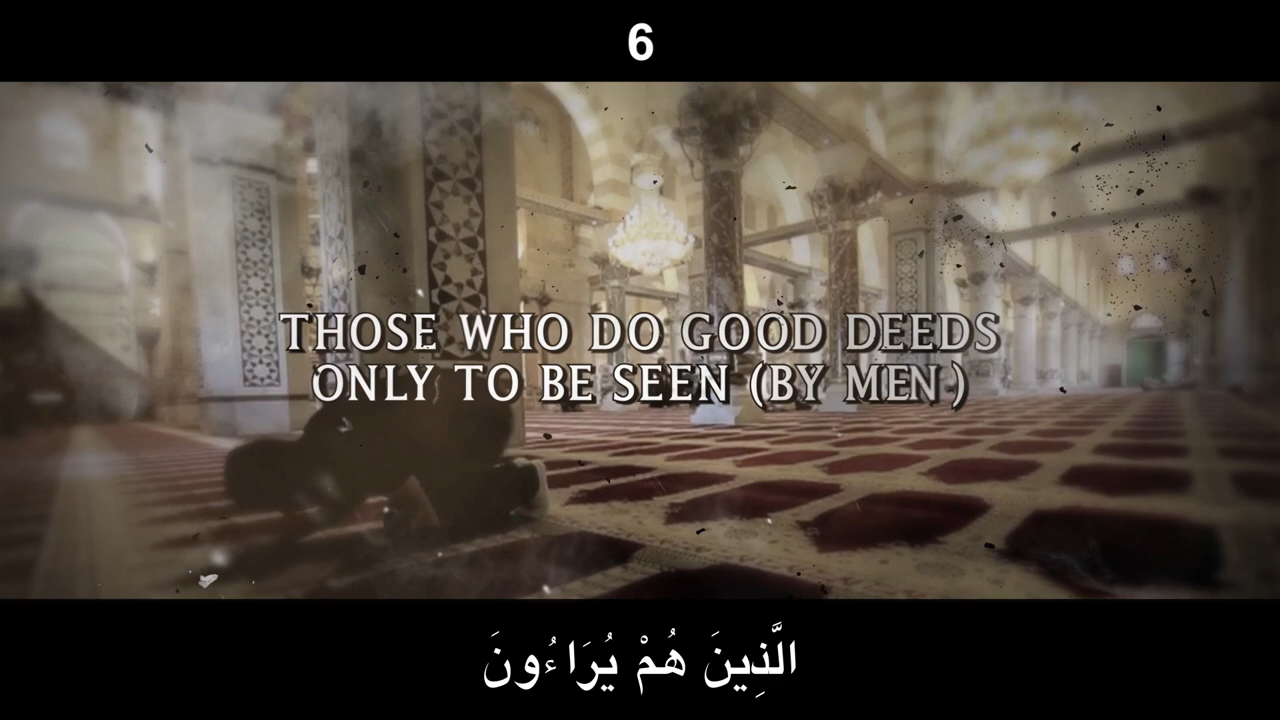 6
THOSE WHO DO GOOD DEEDS
ONLY TO BE SEEN (BY MEN )
الَّذِينَ هُمْ يُرَاءُونَ